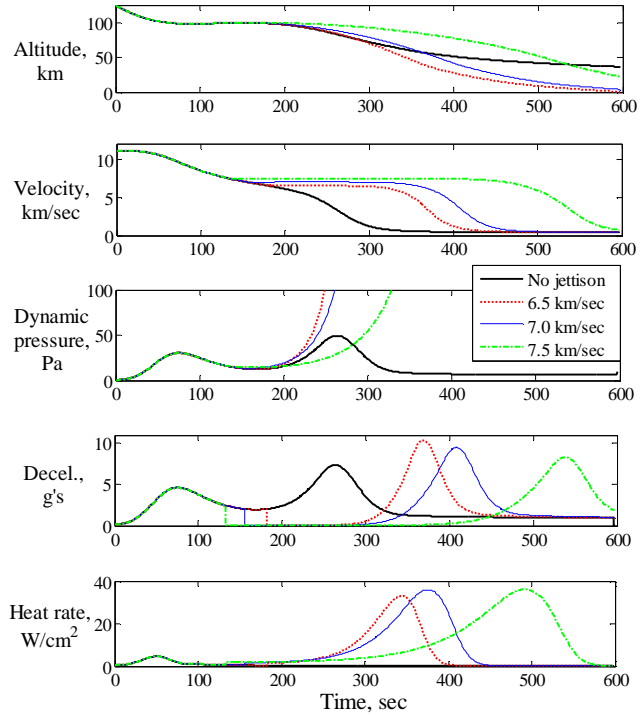 Altitude,
km
100
50
0
0 100 200 300 400 500 600
Velocity,
km/sec
10
5
0
0 100 200 300 400 500 600
No jettison
6.5 km/sec
7.0 km/sec
7.5 km/sec
Dynamic
pressure,
Pa
100
50
0
0 100 200 300 400 500 600
Decel.,
g's
10
5
0
0 100 200 300 400 500 600
Heat rate,
W/cm2
40
20
0
0 100 200 300 400 500 600
Time, sec